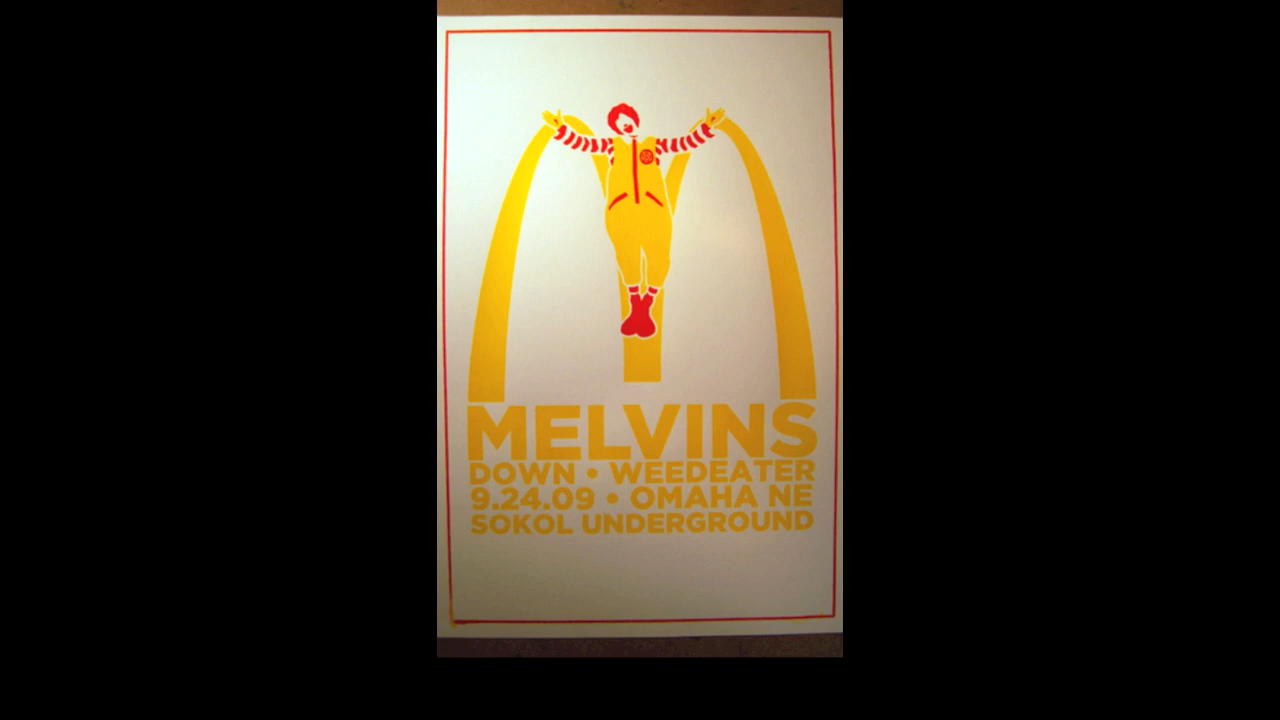 MELVINS
DOWN • WEEDEATER
9.24.09 • OMAHA NE
SOKOL UNDERGROUND